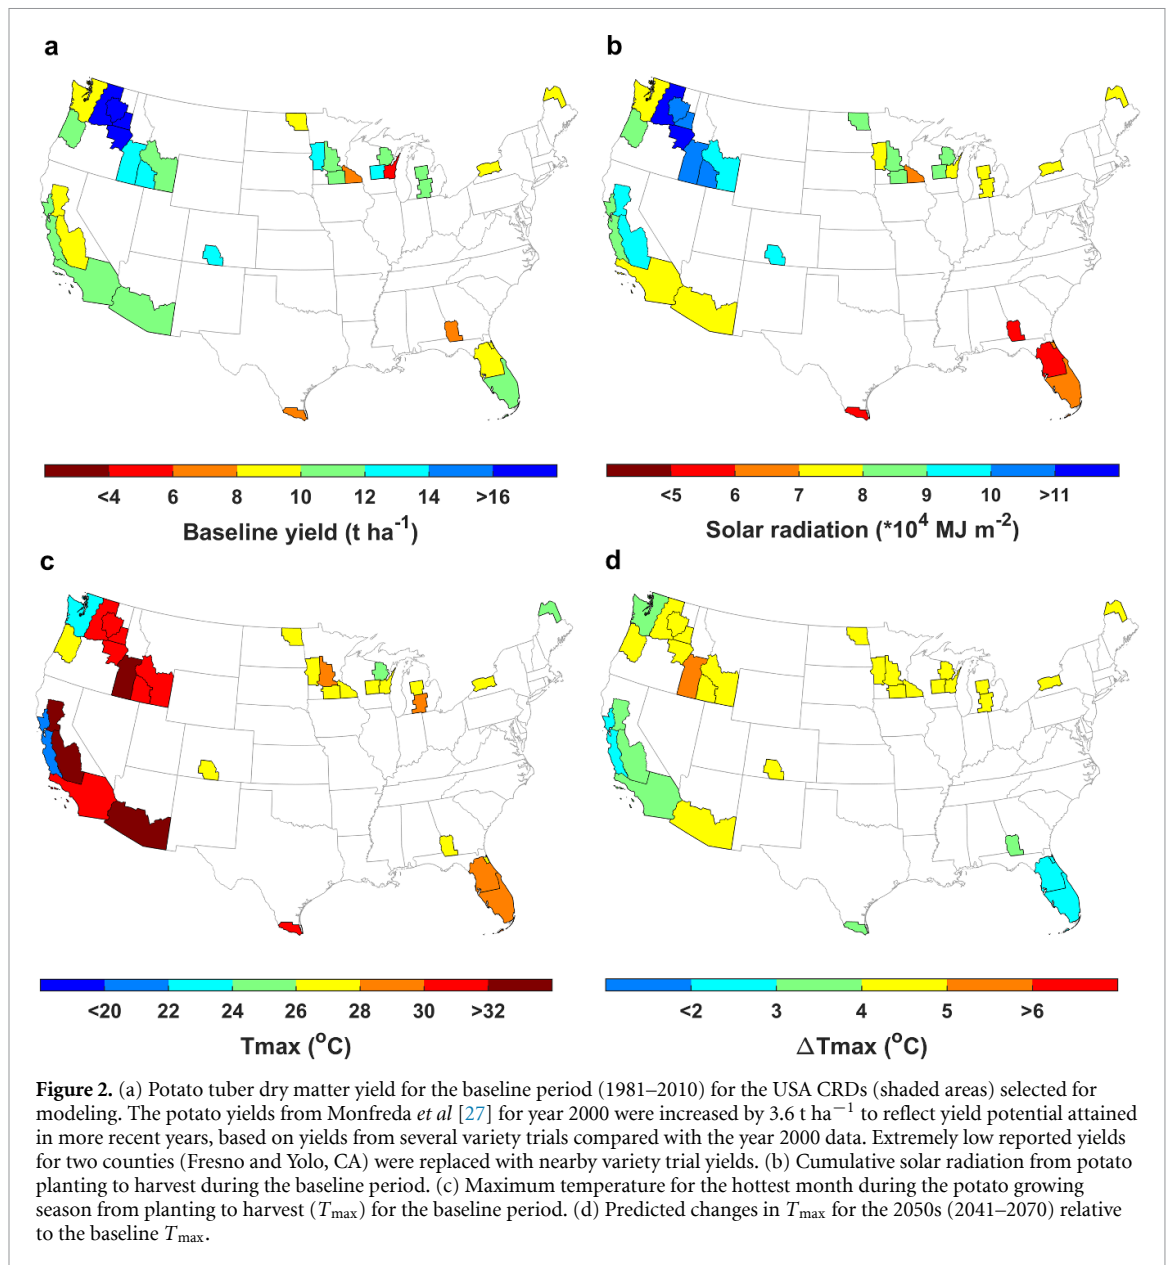 a
b
<4 6 8 10 12 14 >16
Baseline yield (t ha-1)
<5 6 7 8 9 10 >11
Solar radiation (*10^4 MJ m-2)
c
d
<20 22 24 26 28 30 >32
Tmax (oC)
<2 3 4 5 >6
ΔTmax (oC)
Figure 2. (a) Potato tuber dry matter yield for the baseline period (1981–2010) for the USA CRDs (shaded areas) selected for
modeling. The potato yields from Monfreda et al [27] for year 2000 were increased by 3.6 t ha−1 to reflect yield potential attained
in more recent years, based on yields from several variety trials compared with the year 2000 data. Extremely low reported yields
for two counties (Fresno and Yolo, CA) were replaced with nearby variety trial yields. (b) Cumulative solar radiation from potato
planting to harvest during the baseline period. (c) Maximum temperature for the hottest month during the potato growing
season from planting to harvest (Tmax) for the baseline period. (d) Predicted changes in Tmax for the 2050s (2041–2070) relative
to the baseline Tmax.